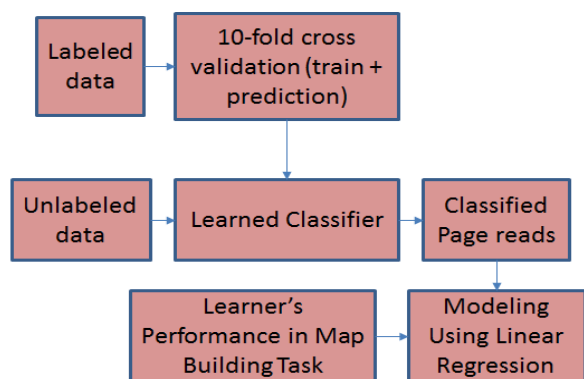 Labeled
data
10-fold cross
validation (train +
prediction)
Unlabeled
data
Learned Classifier
Classified
Page reads
Learner's
Performance in Map
Building Task
Modeling
Using Linear
Regression